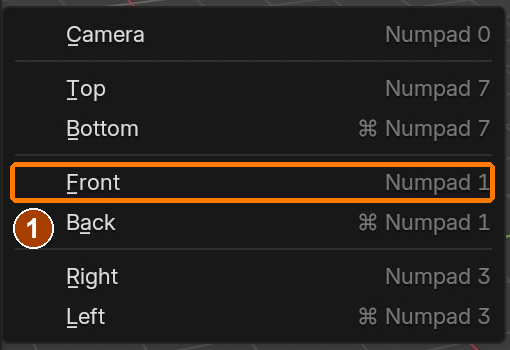 Camera Numpad 0
Top Numpad 7
Bottom ⌘ Numpad 7
Front Numpad 1
1
Back ⌘ Numpad 1
Right Numpad 3
Left ⌘ Numpad 3